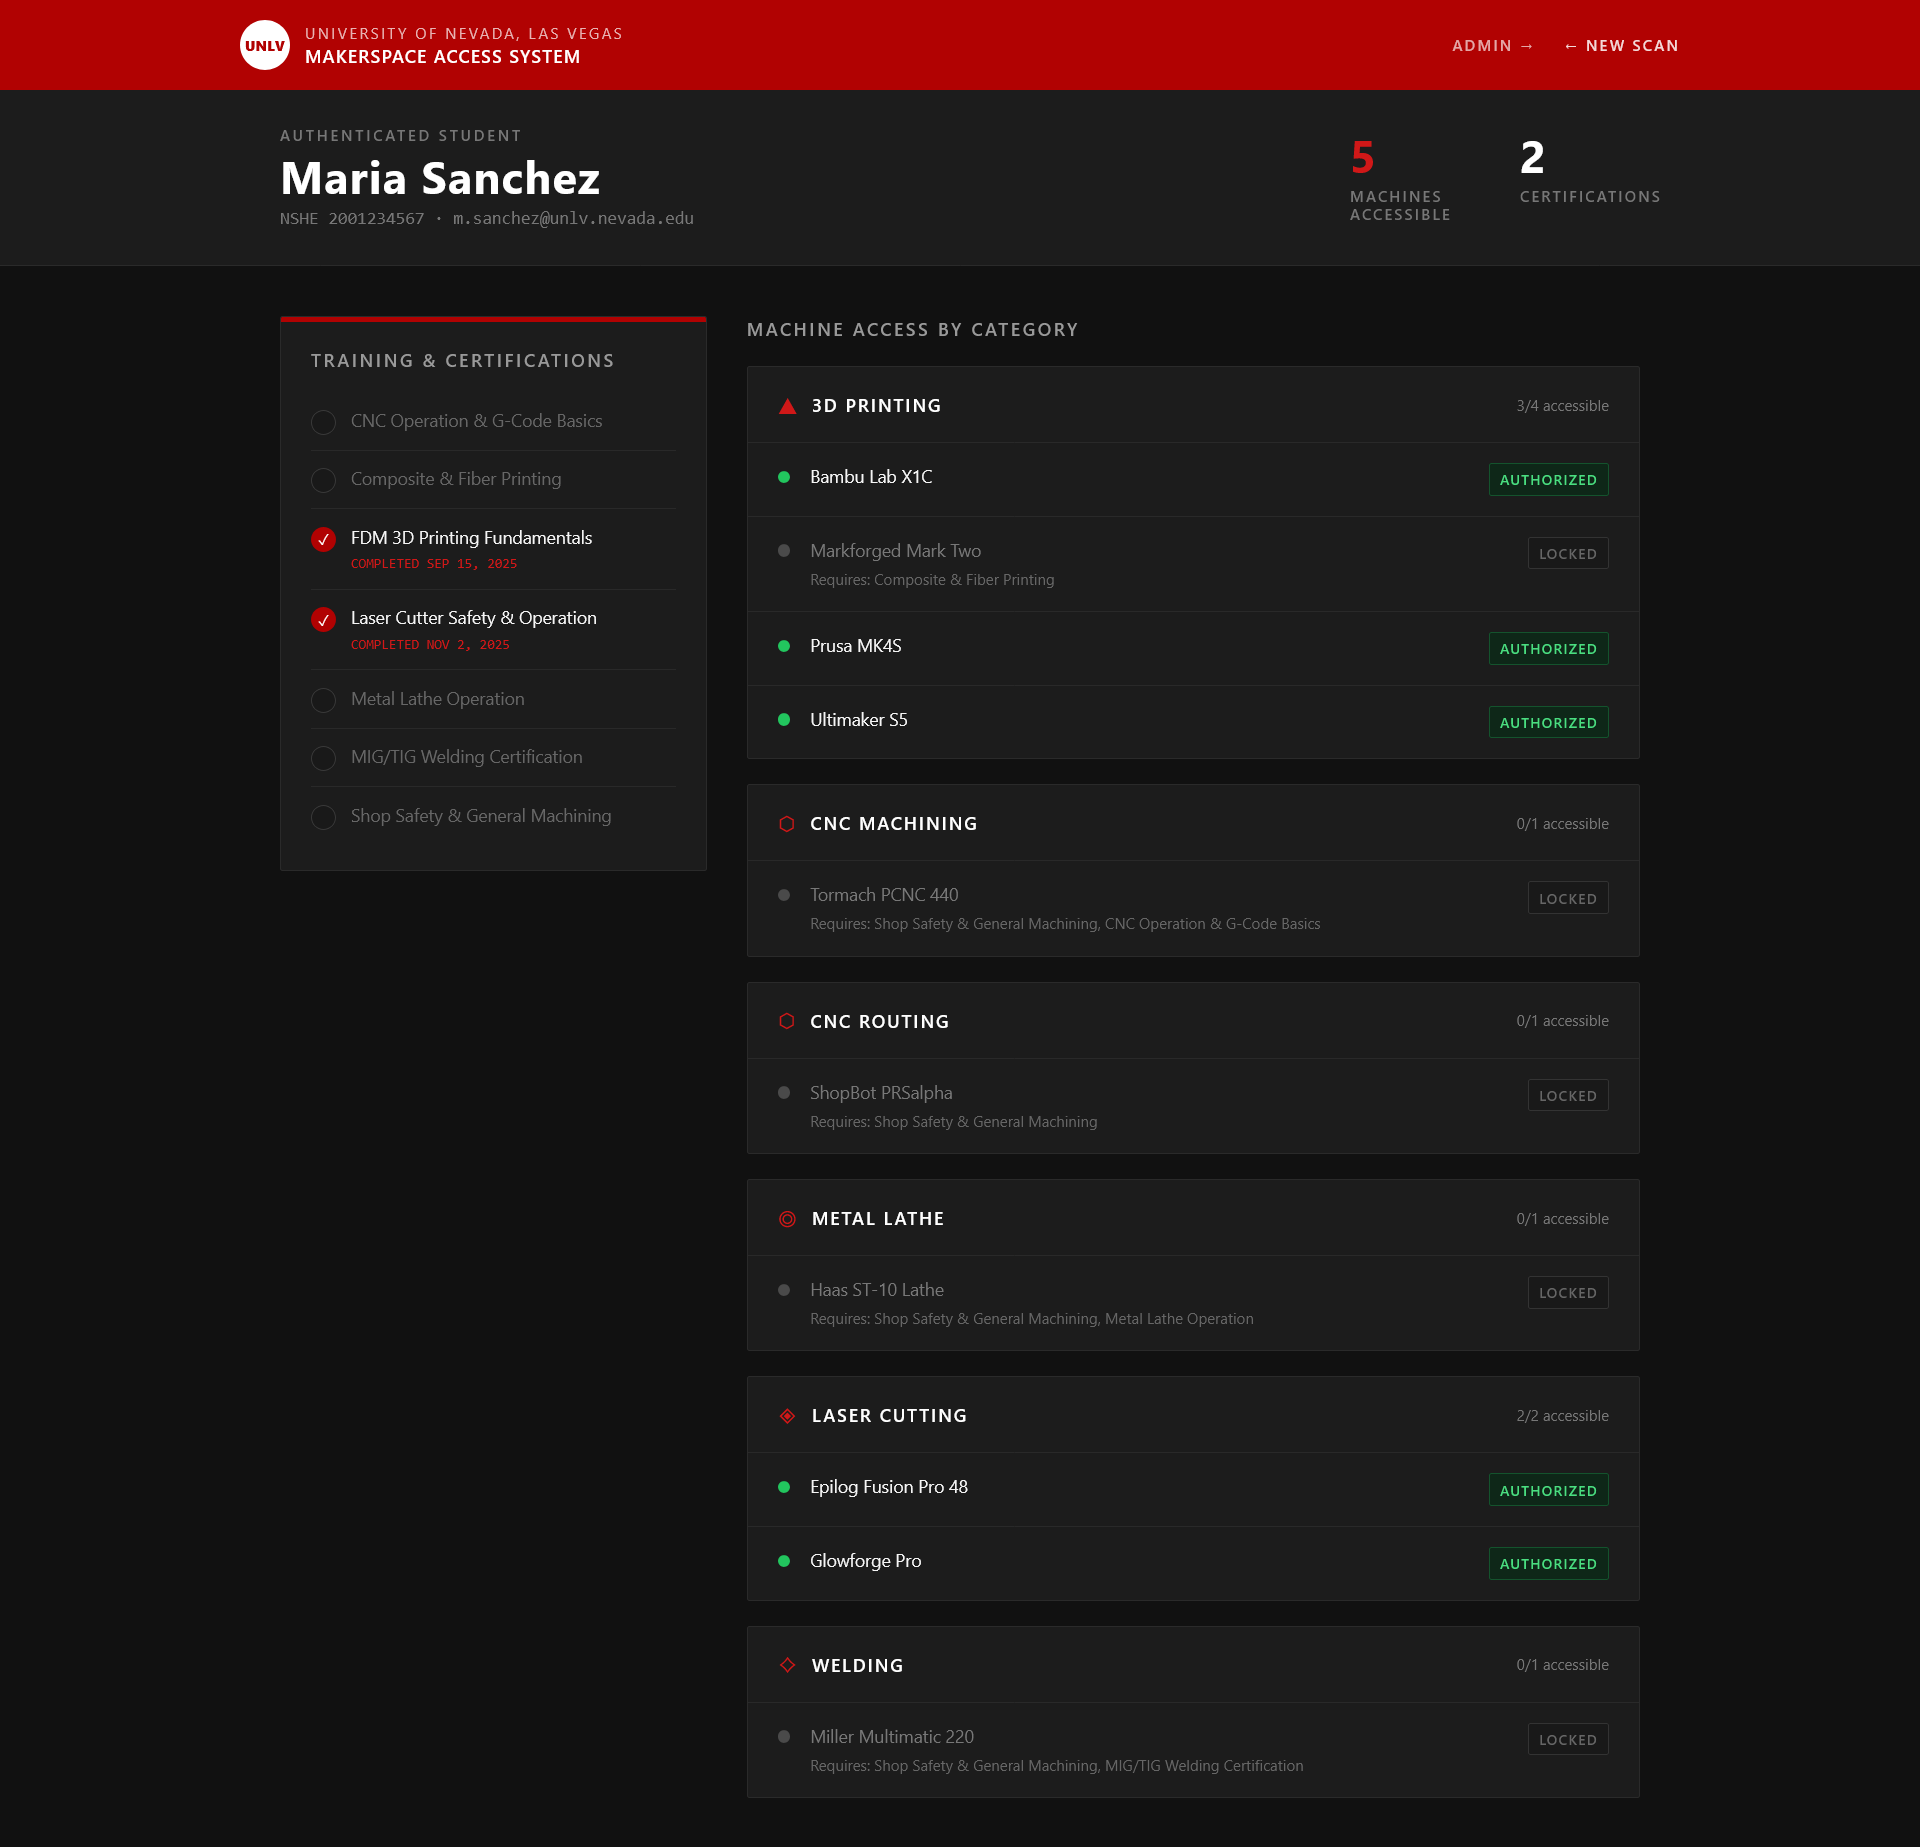 UNLV
UNIVERSITY OF NEVADA, LAS VEGAS
MAKERSPACE ACCESS SYSTEM
ADMIN →
← NEW SCAN
AUTHENTICATED STUDENT
Maria Sanchez
NSHE 2001234567 · m.sanchez@unlv.nevada.edu
5
MACHINES
ACCESSIBLE
2
CERTIFICATIONS
TRAINING & CERTIFICATIONS
CNC Operation & G-Code Basics
Composite & Fiber Printing
✓ FDM 3D Printing Fundamentals
COMPLETED SEP 15, 2025
✓ Laser Cutter Safety & Operation
COMPLETED NOV 2, 2025
Metal Lathe Operation
MIG/TIG Welding Certification
Shop Safety & General Machining
MACHINE ACCESS BY CATEGORY
3D PRINTING
3/4 accessible
Bambu Lab X1C
AUTHORIZED
Markforged Mark Two
LOCKED
Requires: Composite & Fiber Printing
Prusa MK4S
AUTHORIZED
Ultimaker S5
AUTHORIZED
CNC MACHINING
0/1 accessible
Tormach PCNC 440
LOCKED
Requires: Shop Safety & General Machining, CNC Operation & G-Code Basics
CNC ROUTING
0/1 accessible
ShopBot PRSalpha
LOCKED
Requires: Shop Safety & General Machining
METAL LATHE
0/1 accessible
Haas ST-10 Lathe
LOCKED
Requires: Shop Safety & General Machining, Metal Lathe Operation
LASER CUTTING
2/2 accessible
Epilog Fusion Pro 48
AUTHORIZED
Glowforge Pro
AUTHORIZED
WELDING
0/1 accessible
Miller Multimatic 220
LOCKED
Requires: Shop Safety & General Machining, MIG/TIG Welding Certification